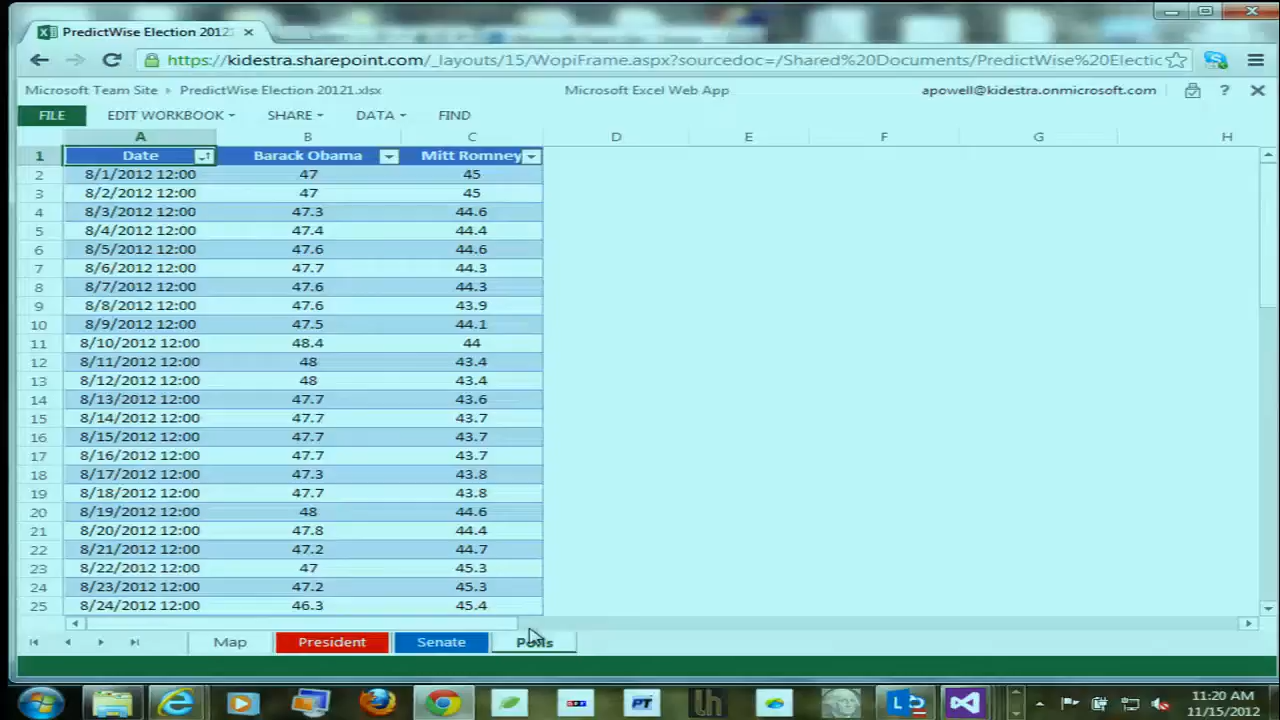 PredictWise Election 20121
https://kidestra.sharepoint.com/_layouts/15/WopiFrame.aspx?sourcedoc=/Shared%20Documents/PredictWise%20Electic
Microsoft Team Site ▸ PredictWise Election 20121.xlsx Microsoft Excel Web App apowell@kidestra.onmicrosoft.com ?
FILE EDIT WORKBOOK SHARE DATA FIND
A B C D E F G H
1 Date Barack Obama Mitt Romney
2 8/1/2012 12:00 47 45
3 8/2/2012 12:00 47 45
4 8/3/2012 12:00 47.3 44.6
5 8/4/2012 12:00 47.4 44.4
6 8/5/2012 12:00 47.6 44.6
7 8/6/2012 12:00 47.7 44.3
8 8/7/2012 12:00 47.6 44.3
9 8/8/2012 12:00 47.6 43.9
10 8/9/2012 12:00 47.5 44.1
11 8/10/2012 12:00 48.4 44
12 8/11/2012 12:00 48 43.4
13 8/12/2012 12:00 48 43.4
14 8/13/2012 12:00 47.7 43.6
15 8/14/2012 12:00 47.7 43.7
16 8/15/2012 12:00 47.7 43.7
17 8/16/2012 12:00 47.7 43.7
18 8/17/2012 12:00 47.3 43.8
19 8/18/2012 12:00 47.7 43.8
20 8/19/2012 12:00 48 44.6
21 8/20/2012 12:00 47.8 44.4
22 8/21/2012 12:00 47.2 44.7
23 8/22/2012 12:00 47 45.3
24 8/23/2012 12:00 47.2 45.3
25 8/24/2012 12:00 46.3 45.4
Map President Senate Polls
PT lh L
11:20 AM
11/15/2012